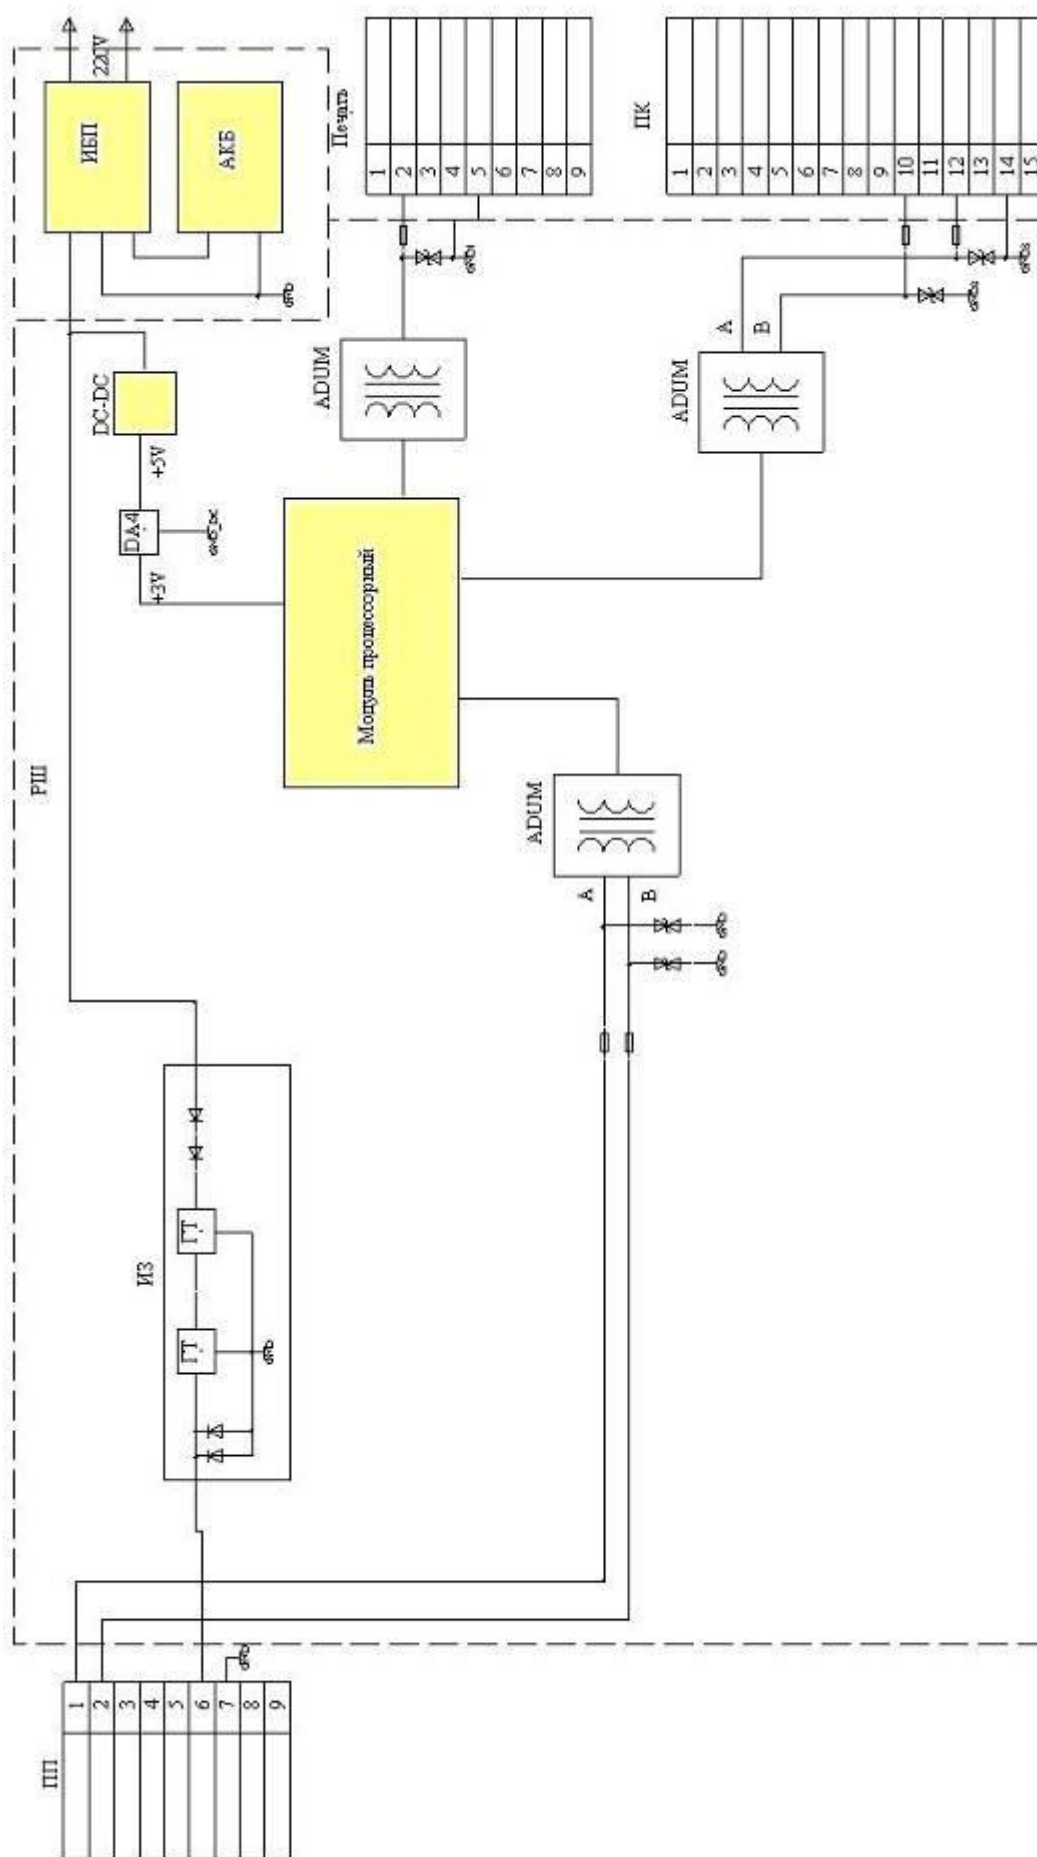 220V
ИБП
АКБ
Печать
1
2
3
4
5
6
7
8
9
ПК
1
2
3
4
5
6
7
8
9
10
11
12
13
14
15
DC-DC
+5V
DA4
+3V
ADUM
ADUM
A
B
Модуль процессорный
РШ
ADUM
A
B
ИЗ
ГТ
ГТ
ПП
1
2
3
4
5
6
7
8
9